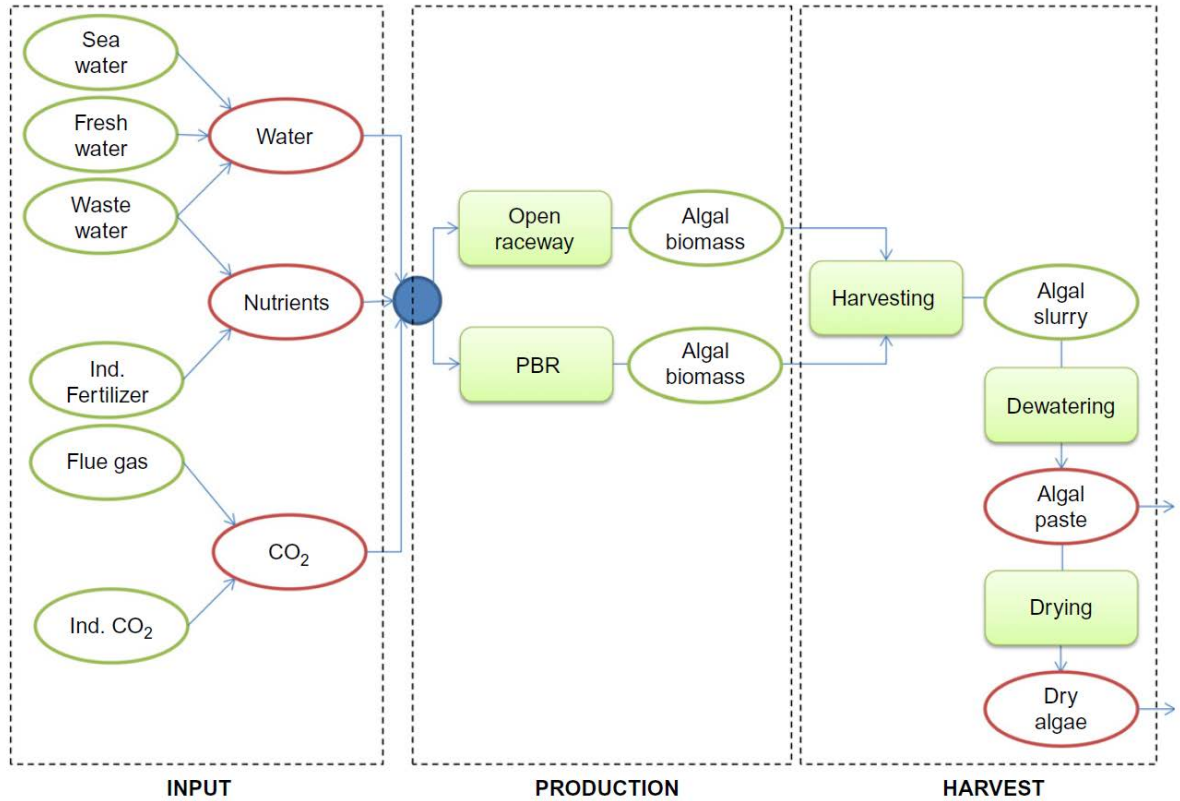 Sea
water
Fresh
water
Waste
water
Ind.
Fertilizer
Flue gas
Ind. CO₂
Water
Nutrients
CO₂
INPUT
Open
raceway
Algal
biomass
PBR
Algal
biomass
PRODUCTION
Harvesting
Algal
slurry
Dewatering
Algal
paste
Drying
Dry
algae
HARVEST